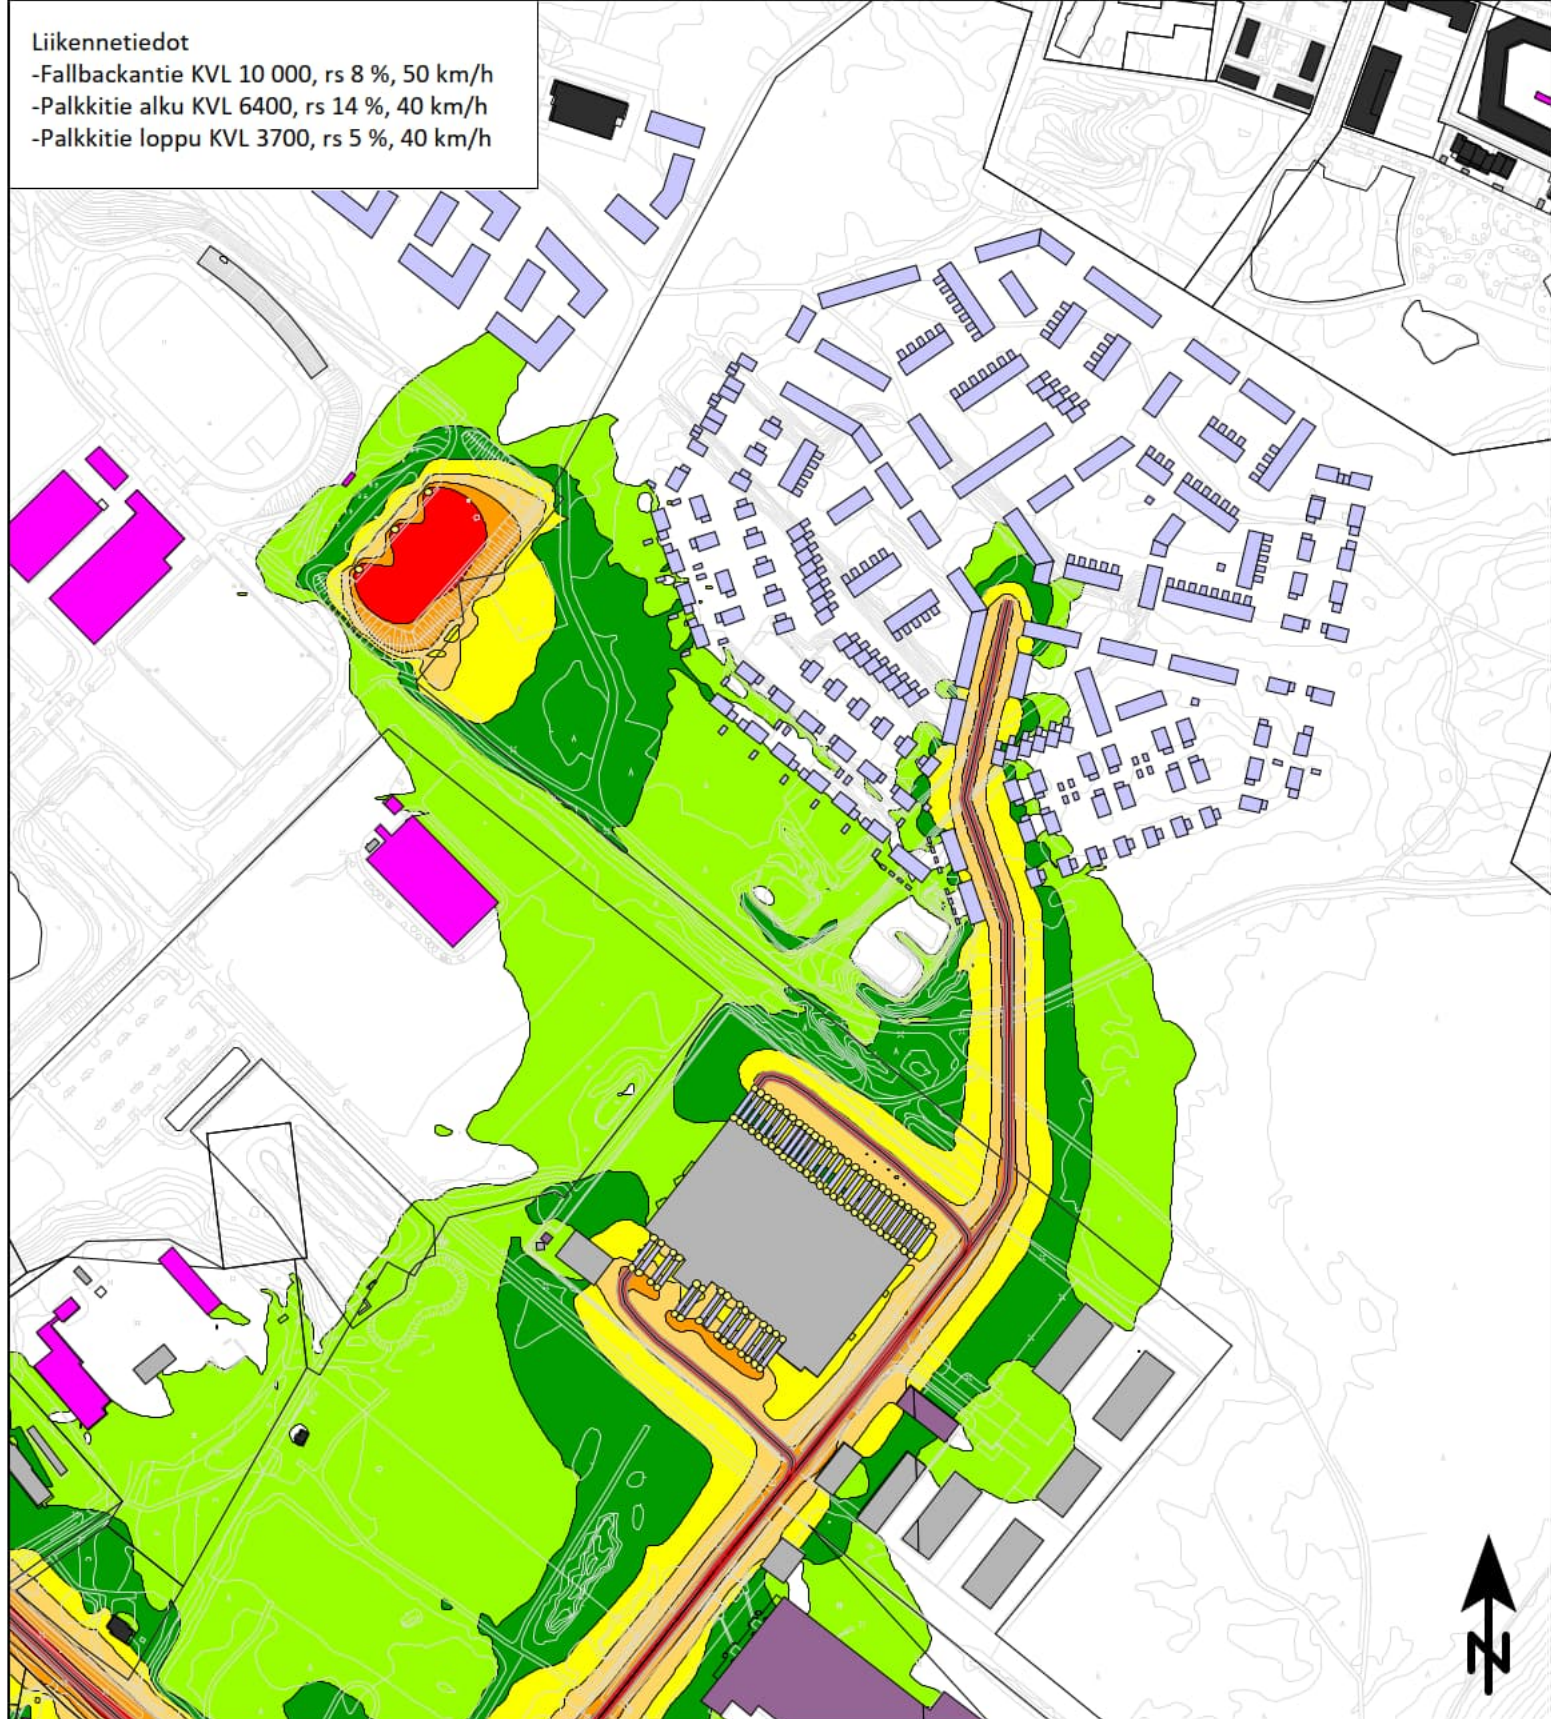 Liikennetiedot
-Fallbackantie KVL 10 000, rs 8 %, 50 km/h
-Palkkitie alku KVL 6400, rs 14 %, 40 km/h
-Palkkitie loppu KVL 3700, rs 5 %, 40 km/h
N